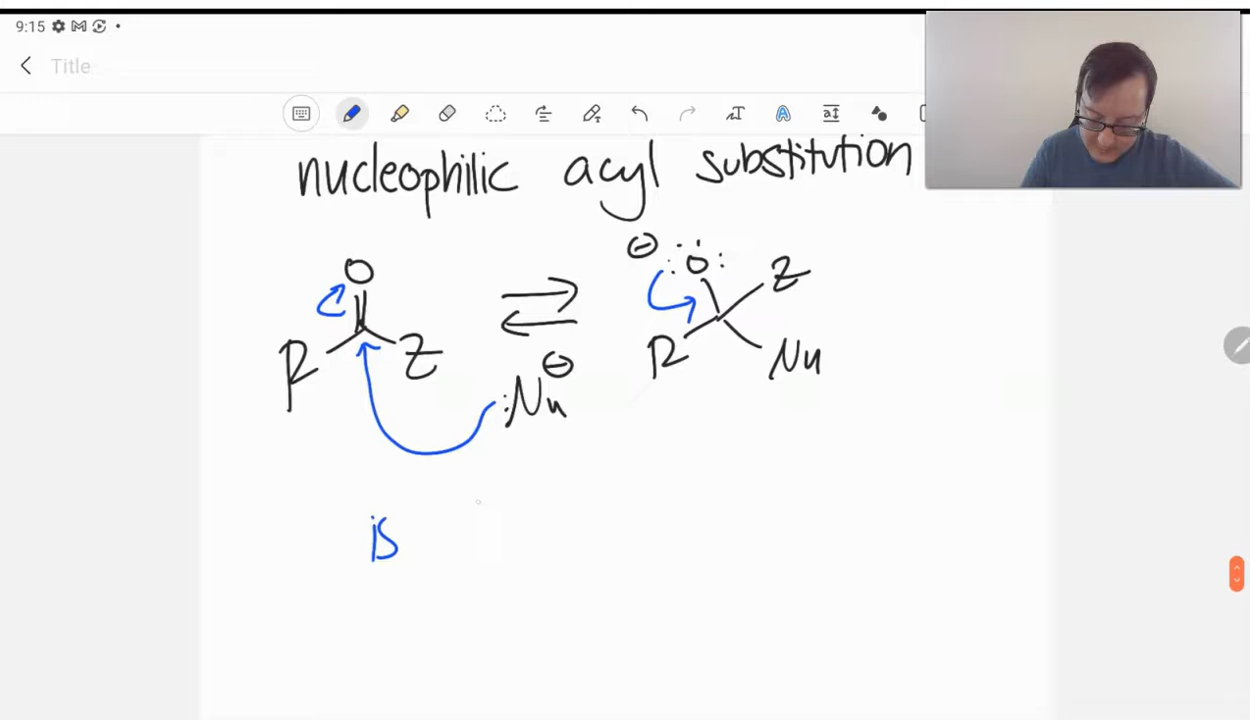 9:15
Title
nucleophilic acyl substitution
⊖
:Ö:
O
Z
R
Z
R
Nu
⊖
:Nu
is